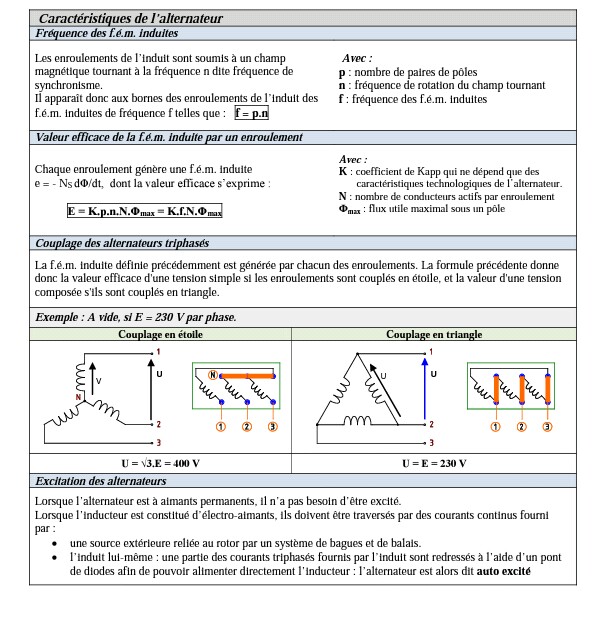 Caractéristiques de l'alternateur
Fréquence des f.é.m. induites
Les enroulements de l'induit sont soumis à un champ
magnétique tournant à la fréquence n dite fréquence de
synchronisme.
Il apparaît donc aux bornes des enroulements de l'induit des
f.é.m. induites de fréquence f telles que : f = p.n
Avec :
p : nombre de paires de pôles
n : fréquence de rotation du champ tournant
f : fréquence des f.é.m. induites
Valeur efficace de la f.é.m. induite par un enroulement
Chaque enroulement génère une f.é.m. induite
e = - Ns dΦ/dt, dont la valeur efficace s'exprime :
E = K.p.n.N.Φmax = K.f.N.Φmax
Avec :
K : coefficient de Kapp qui ne dépend que des
caractéristiques technologiques de l'alternateur.
N : nombre de conducteurs actifs par enroulement
Φmax : flux utile maximal sous un pôle
Couplage des alternateurs triphasés
La f.é.m. induite définie précédemment est générée par chacun des enroulements. La formule précédente donne
donc la valeur efficace d'une tension simple si les enroulements sont couplés en étoile, et la valeur d'une tension
composée s'ils sont couplés en triangle.
Exemple : A vide, si E = 230 V par phase.
Couplage en étoile
Couplage en triangle
1
V
U
N
2
3
N
1 2 3
1
U
U
2
3
1 2 3
U = √3.E = 400 V
U = E = 230 V
Excitation des alternateurs
Lorsque l'alternateur est à aimants permanents, il n'a pas besoin d'être excité.
Lorsque l'inducteur est constitué d'électro-aimants, ils doivent être traversés par des courants continus fourni
par :
• une source extérieure reliée au rotor par un système de bagues et de balais.
• l'induit lui-même : une partie des courants triphasés fournis par l'induit sont redressés à l'aide d'un pont
de diodes afin de pouvoir alimenter directement l'inducteur : l'alternateur est alors dit auto excité